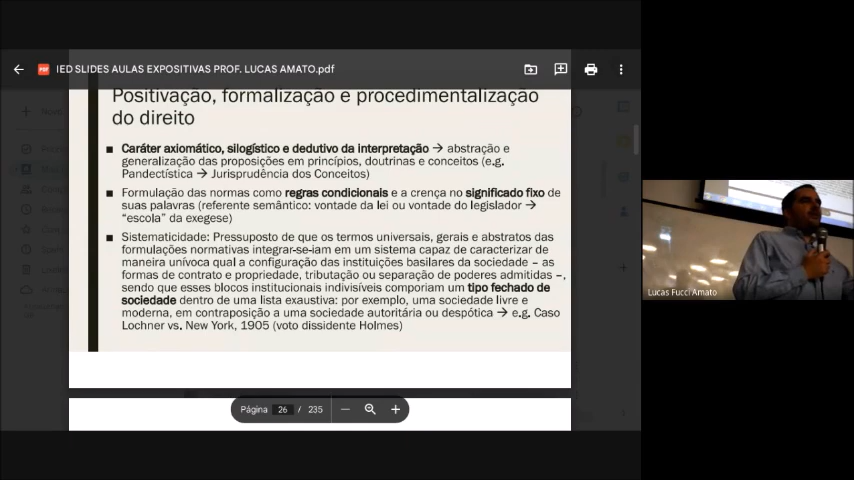 IED SLIDES AULAS EXPOSITIVAS PROF. LUCAS AMATO.pdf
Positivação, formalização e procedimentalização
do direito
■ Caráter axiomático, silogístico e dedutivo da interpretação → abstração e
generalização das proposições em princípios, doutrinas e conceitos (e.g.
Pandectística → Jurisprudência dos Conceitos)
■ Formulação das normas como regras condicionais e a crença no significado fixo de
suas palavras (referente semântico: vontade da lei ou vontade do legislador →
“escola” da exegese)
■ Sistematicidade: Pressuposto de que os termos universais, gerais e abstratos das
formulações normativas integrar-se-iam em um sistema capaz de caracterizar de
maneira unívoca qual a configuração das instituições basilares da sociedade – as
formas de contrato e propriedade, tributação ou separação de poderes admitidas –,
sendo que esses blocos institucionais indivisíveis comporiam um tipo fechado de
sociedade dentro de uma lista exaustiva: por exemplo, uma sociedade livre e
moderna, em contraposição a uma sociedade autoritária ou despótica → e.g. Caso
Lochner vs. New York, 1905 (voto dissidente Holmes)
Página 26 / 235
Lucas Fucci Amato